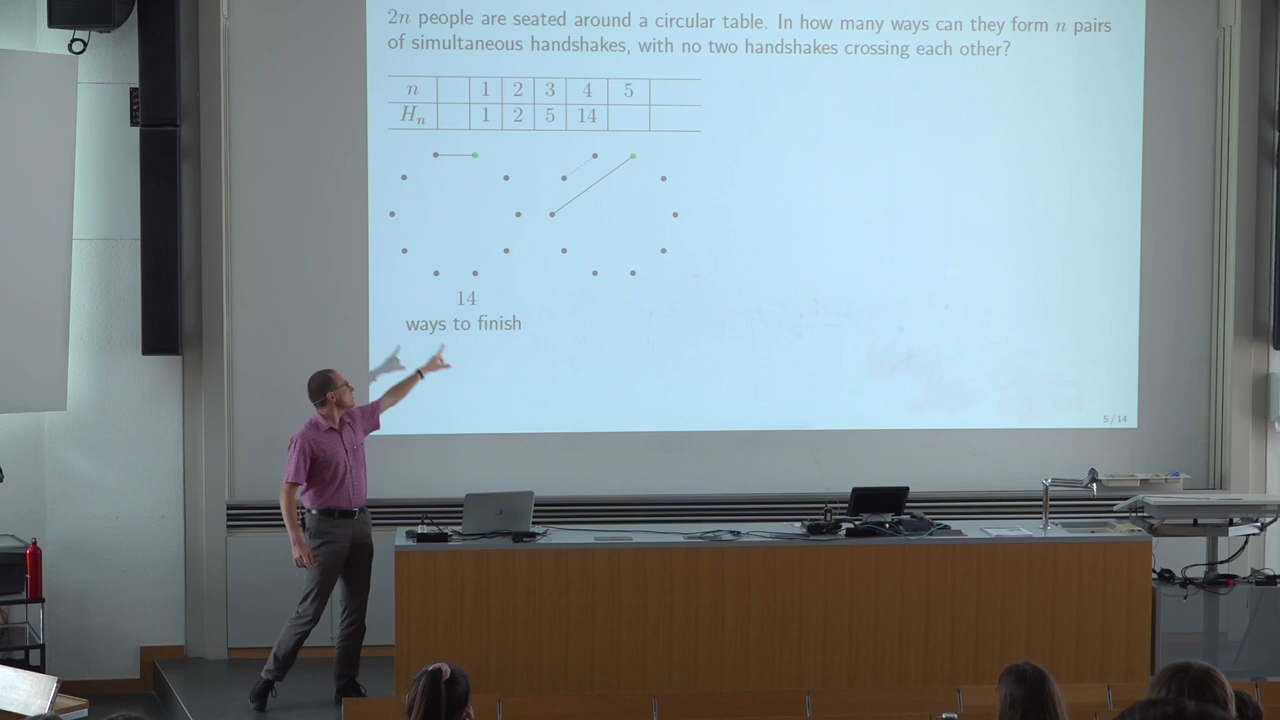 2n people are seated around a circular table. In how many ways can they form n pairs
of simultaneous handshakes, with no two handshakes crossing each other?
n 1 2 3 4 5
Hn 1 2 5 14
14
ways to finish
5 / 14